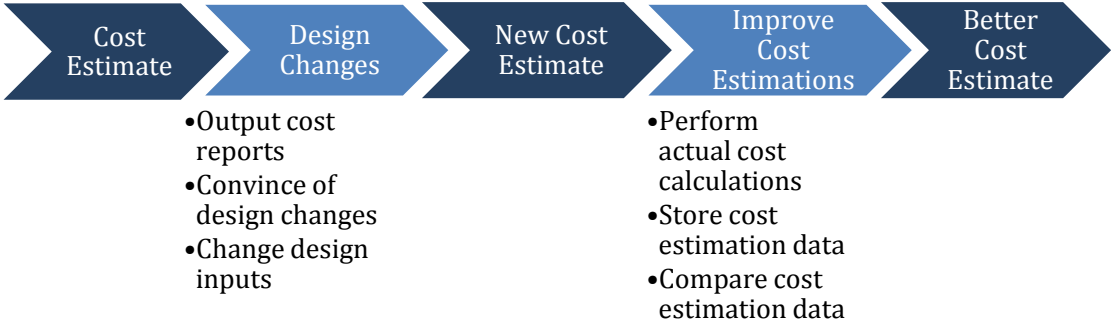 Cost
Estimate
Design
Changes
New Cost
Estimate
Improve
Cost
Estimations
Better
Cost
Estimate
•Output cost
reports
•Convince of
design changes
•Change design
inputs
•Perform
actual cost
calculations
•Store cost
estimation data
•Compare cost
estimation data